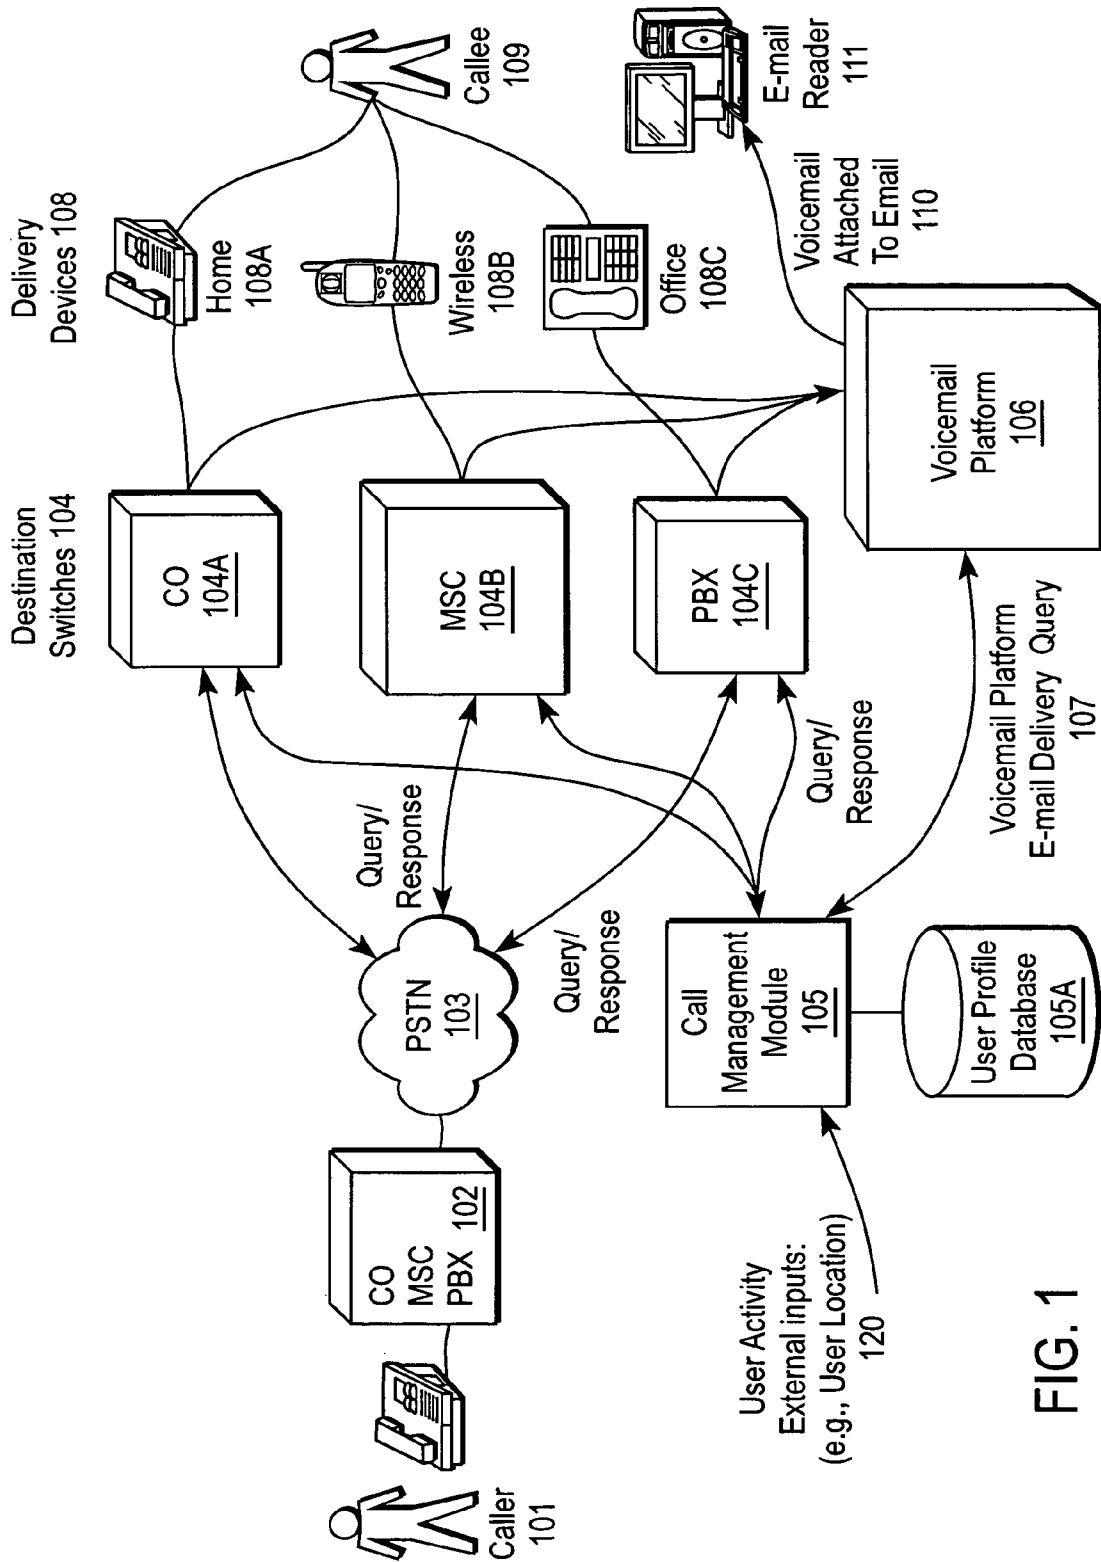 Caller
101
CO
MSC
PBX 102
PSTN
103
Query/
Response
Query/
Response
Query/
Response
Destination
Switches 104
CO
104A
MSC
104B
PBX
104C
Delivery
Devices 108
Home
108A
Wireless
108B
Office
108C
Callee
109
User Activity
External inputs:
(e.g., User Location)
120
Call
Management
Module
105
User Profile
Database
105A
Voicemail Platform
E-mail Delivery Query
107
Voicemail
Platform
106
Voicemail
Attached
To Email
110
E-mail
Reader
111
FIG. 1